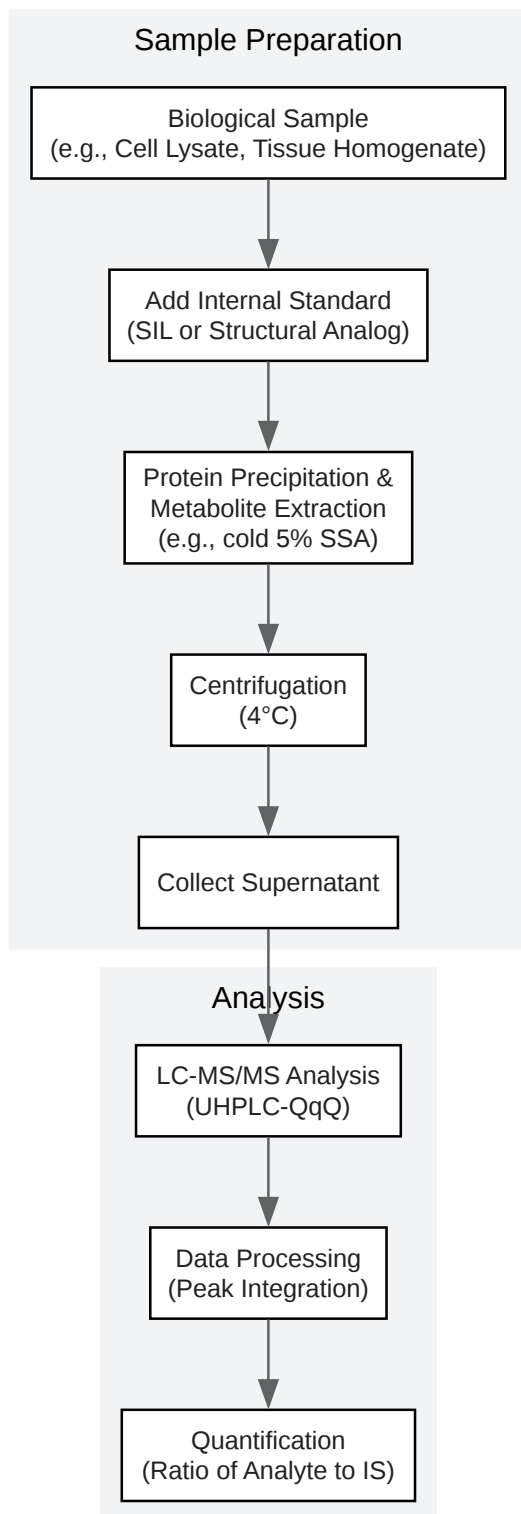 Sample Preparation
Biological Sample
(e.g., Cell Lysate, Tissue Homogenate)
Add Internal Standard
(SIL or Structural Analog)
Protein Precipitation &
Metabolite Extraction
(e.g., cold 5% SSA)
Centrifugation
(4°C)
Collect Supernatant
Analysis
LC-MS/MS Analysis
(UHPLC-QqQ)
Data Processing
(Peak Integration)
Quantification
(Ratio of Analyte to IS)